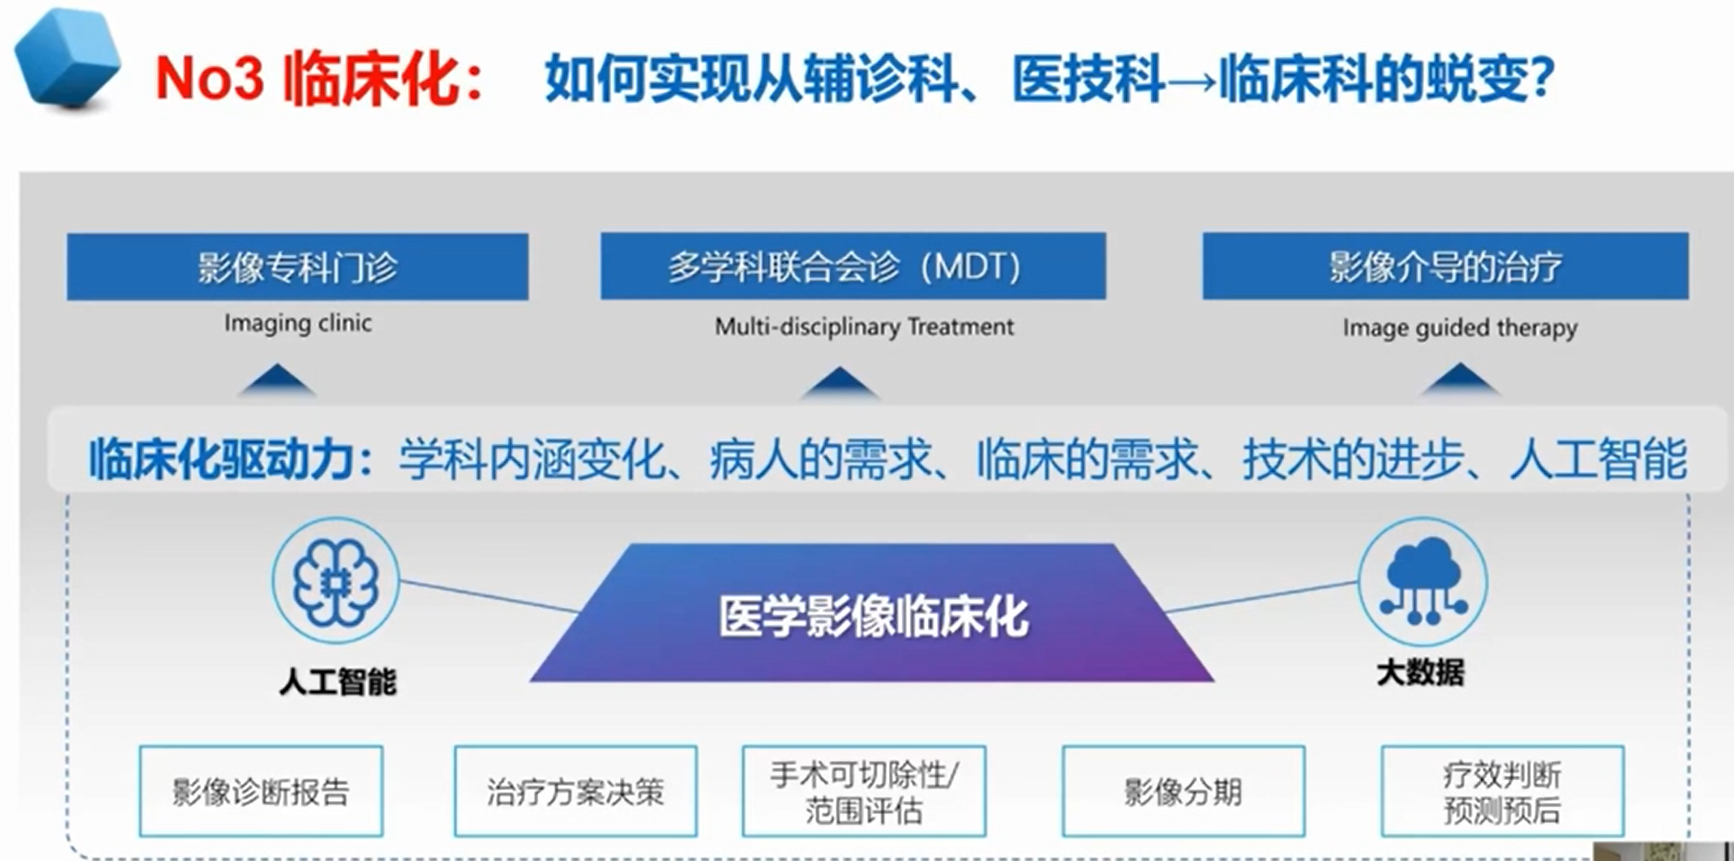 No3 临床化： 如何实现从辅诊科、医技科→临床科的蜕变？
影像专科门诊
Imaging clinic
多学科联合会诊（MDT）
Multi-disciplinary Treatment
影像介导的治疗
Image guided therapy
临床化驱动力：学科内涵变化、病人的需求、临床的需求、技术的进步、人工智能
人工智能
医学影像临床化
大数据
影像诊断报告
治疗方案决策
手术可切除性/
范围评估
影像分期
疗效判断
预测预后